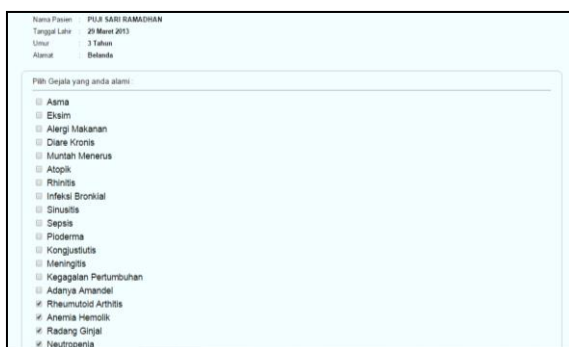 Nama Pasien : PUJI SARI RAMADHAN
Tanggal Lahir : 29 Maret 2013
Umur : 3 Tahun
Alamat : Belanda
Pilih Gejala yang anda alami
Asma
Eksim
Alergi Makanan
Diare Kronis
Muntah Menerus
Atopik
Rhinitis
Infeksi Bronkial
Sinusitis
Sepsis
Pioderma
Kongjustiutis
Meningitis
Kegagalan Pertumbuhan
Adanya Amandel
Rheumutoid Arthitis
Anemia Hemolik
Radang Ginjal
Neutropenia